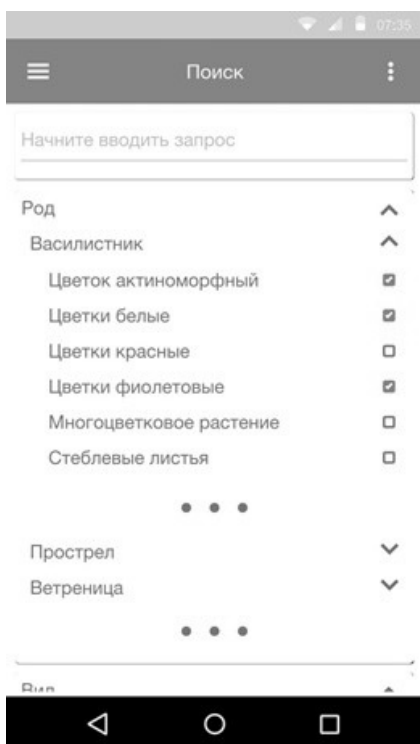 07:35
Поиск
Начните вводить запрос
Род
Василистник
Цветок актиноморфный
Цветки белые
Цветки красные
Цветки фиолетовые
Многоцветковое растение
Стеблевые листья
Прострел
Ветреница
Вид